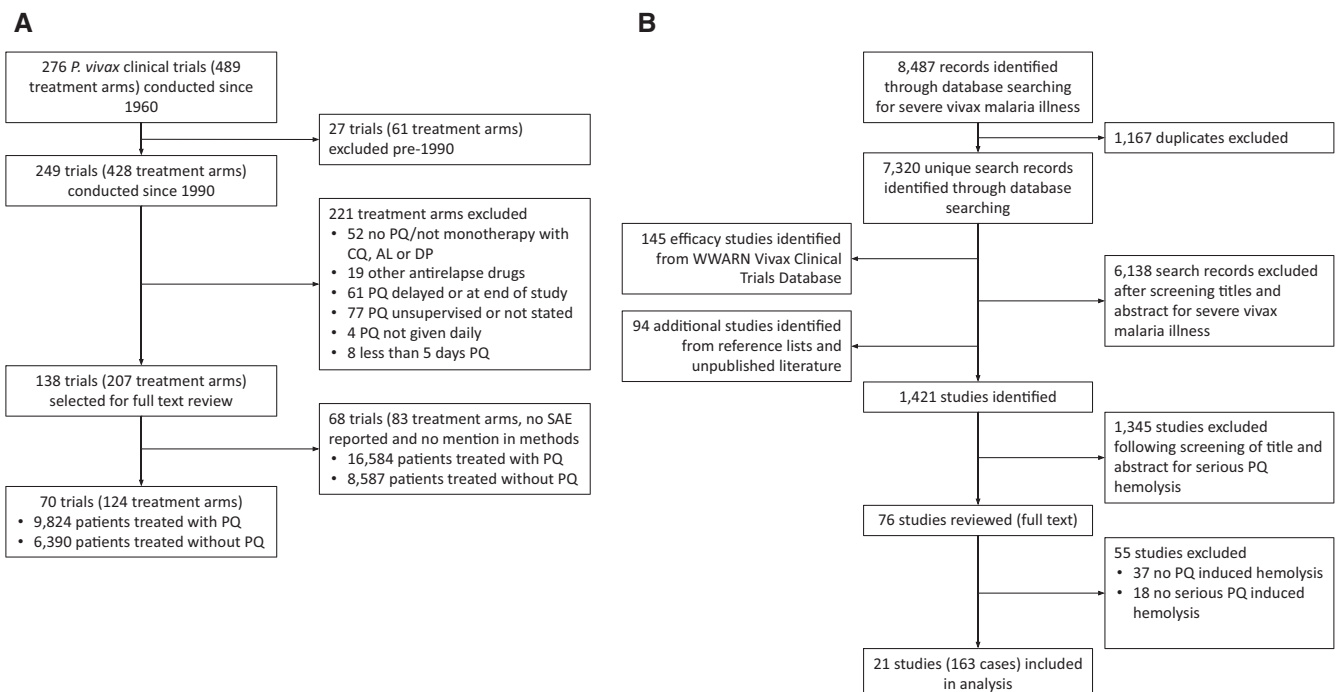 A
276 P. vivax clinical trials (489
treatment arms) conducted since
1960
27 trials (61 treatment arms)
excluded pre-1990
249 trials (428 treatment arms)
conducted since 1990
221 treatment arms excluded
• 52 no PQ/not monotherapy with
CQ, AL or DP
• 19 other antirelapse drugs
• 61 PQ delayed or at end of study
• 77 PQ unsupervised or not stated
• 4 PQ not given daily
• 8 less than 5 days PQ
138 trials (207 treatment arms)
selected for full text review
68 trials (83 treatment arms, no SAE
reported and no mention in methods
• 16,584 patients treated with PQ
• 8,587 patients treated without PQ
70 trials (124 treatment arms)
• 9,824 patients treated with PQ
• 6,390 patients treated without PQ
B
8,487 records identified
through database searching
for severe vivax malaria illness
1,167 duplicates excluded
7,320 unique search records
identified through database
searching
145 efficacy studies identified
from WWARN Vivax Clinical
Trials Database
6,138 search records excluded
after screening titles and
abstract for severe vivax
malaria illness
94 additional studies identified
from reference lists and
unpublished literature
1,421 studies identified
1,345 studies excluded
following screening of title and
abstract for serious PQ
hemolysis
76 studies reviewed (full text)
55 studies excluded
• 37 no PQ induced hemolysis
• 18 no serious PQ induced
hemolysis
21 studies (163 cases) included
in analysis